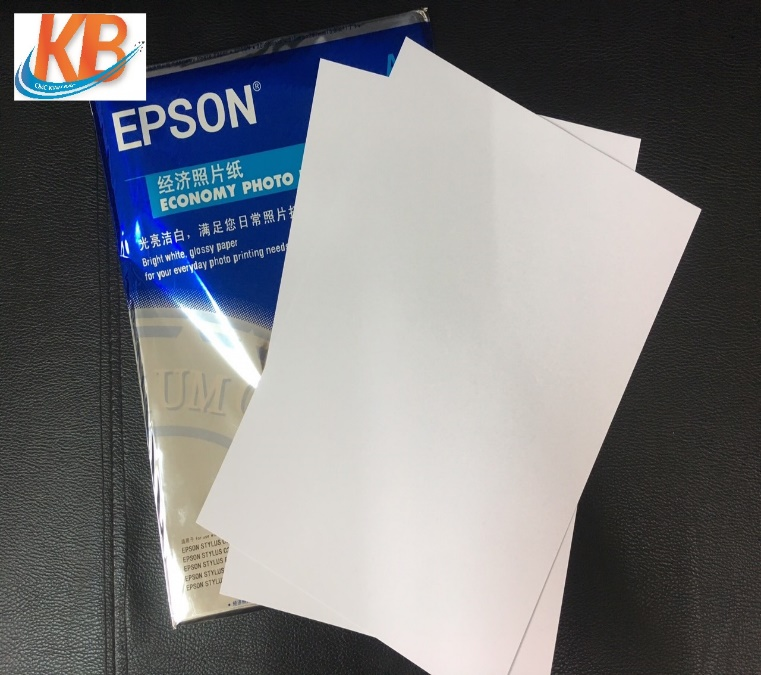 KB
EPSON®
经济照片纸
ECONOMY PHOTO
光亮洁白，满足您日常照片
Bright white, glossy paper
for your everyday photo printing needs
UM
EPSON STYLUS
EPSON STYLUS
EPSON STYLUS
EPSON STYLUS
EPSON